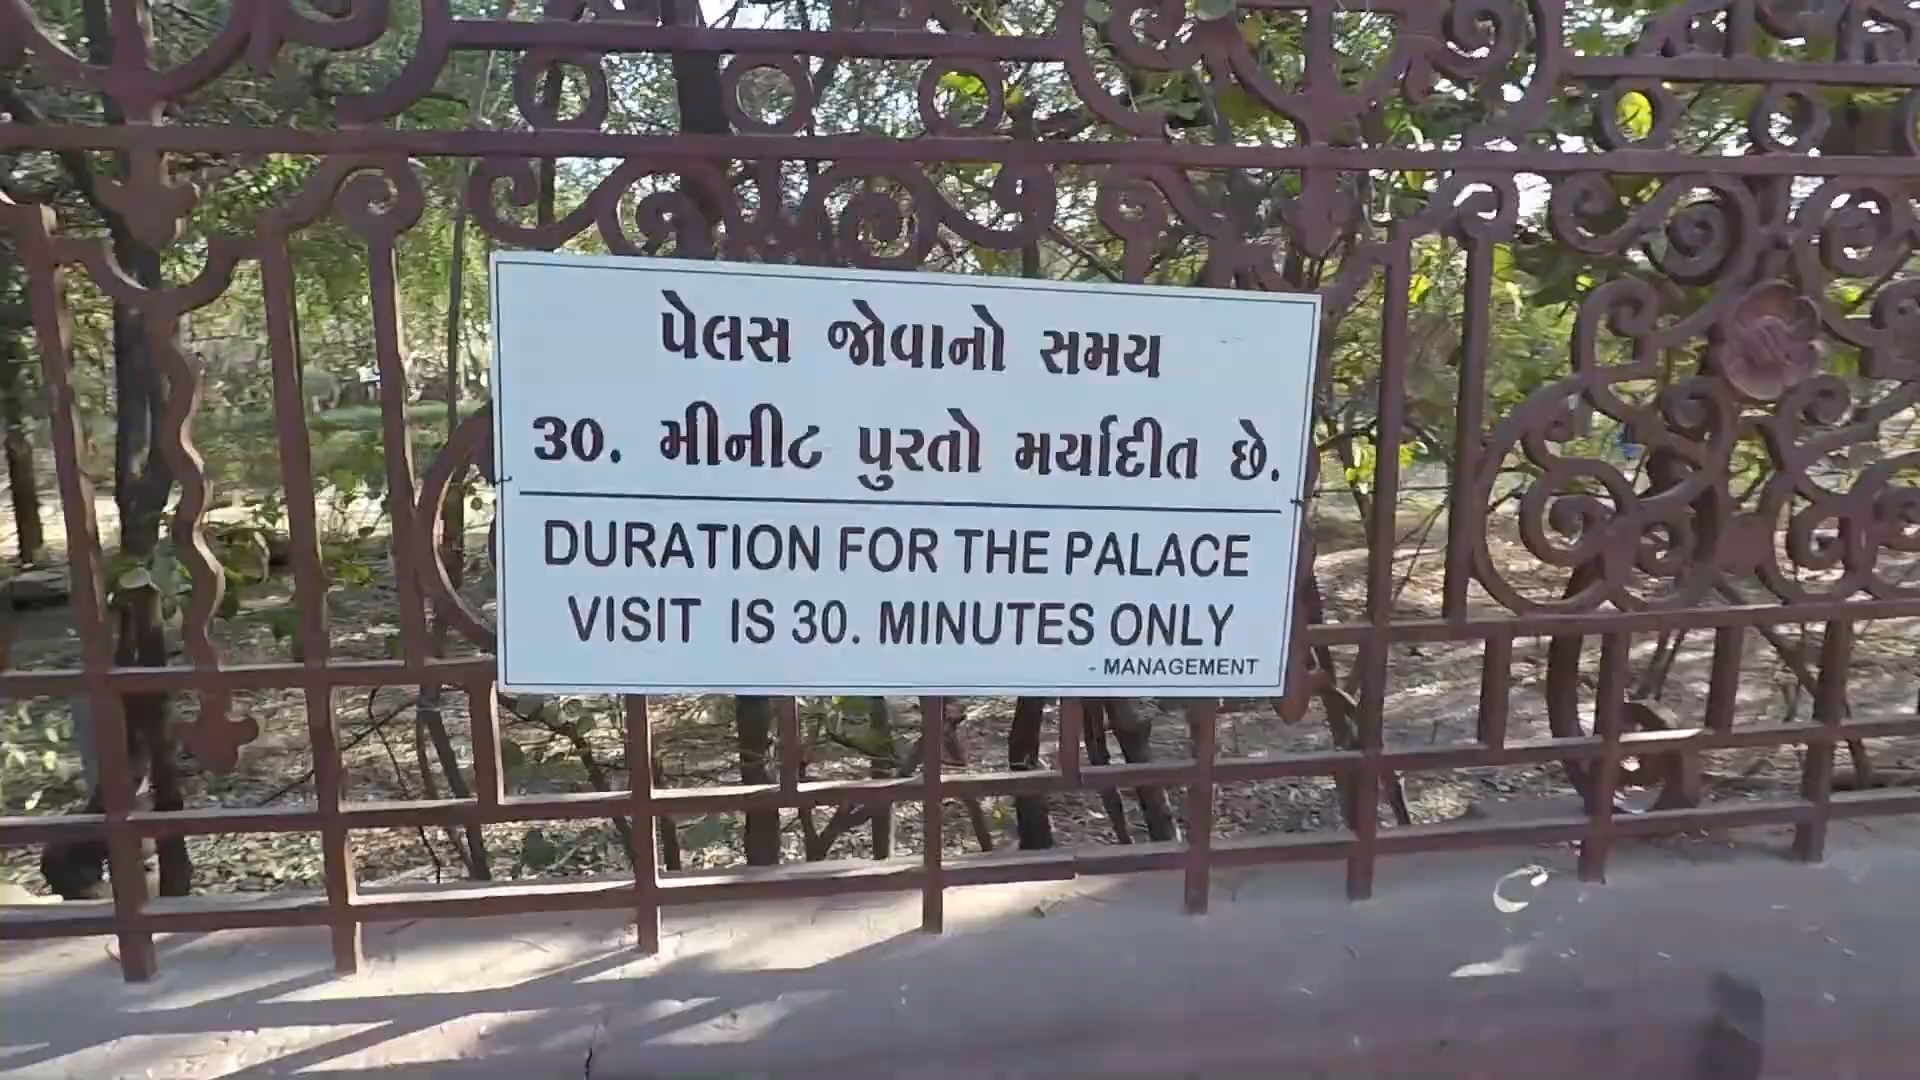 પેલસ જોવાનો સમય
30. મીનીટ પુરતો મર્યાદીત છે.
DURATION FOR THE PALACE
VISIT IS 30. MINUTES ONLY
- MANAGEMENT